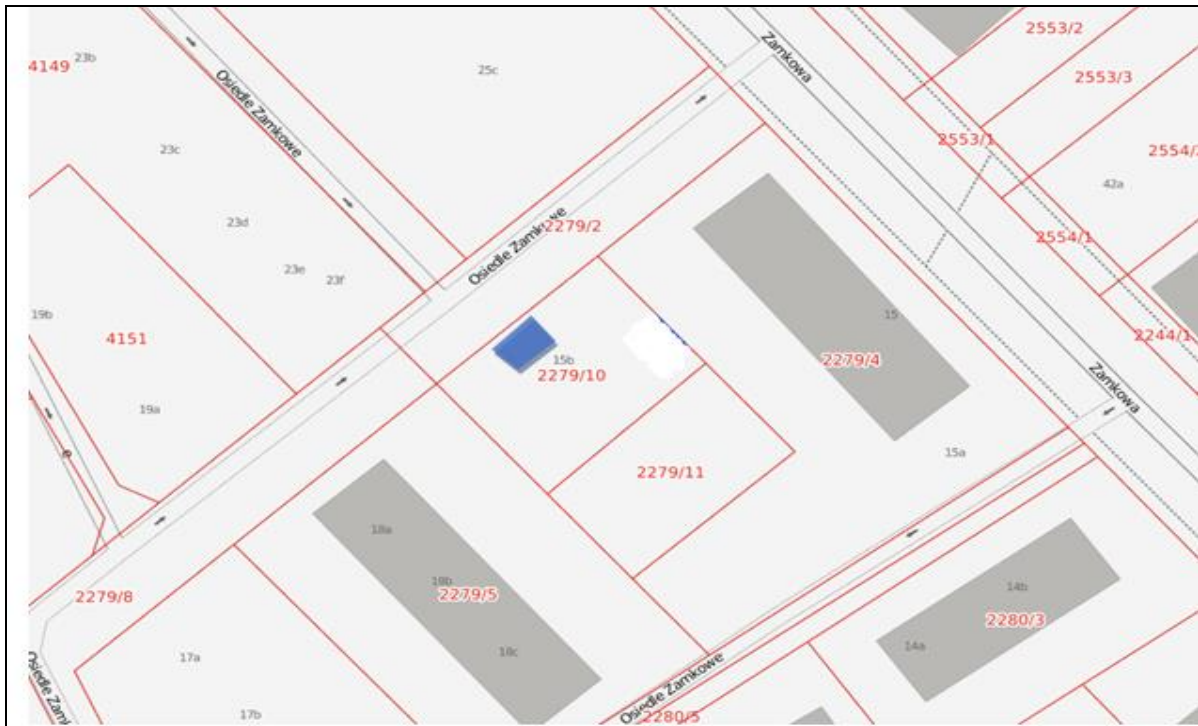 2553/2
4149
23b
Zamkowa
25c
2553/3
Osiedle Zamkowe
2553/1
23c
2554/
42a
23d
2279/2
2554/1
Osiedle Zamkowe
23e
23f
19b
15
2244/1
4151
15b
2279/4
2279/10
Zamkowa
19a
e
15a
2279/11
18a
18b
14b
2279/8
2279/5
2280/3
14a
18c
17a
Osiedle Zamkowe
Osiedle Zamk
17b
2280/5